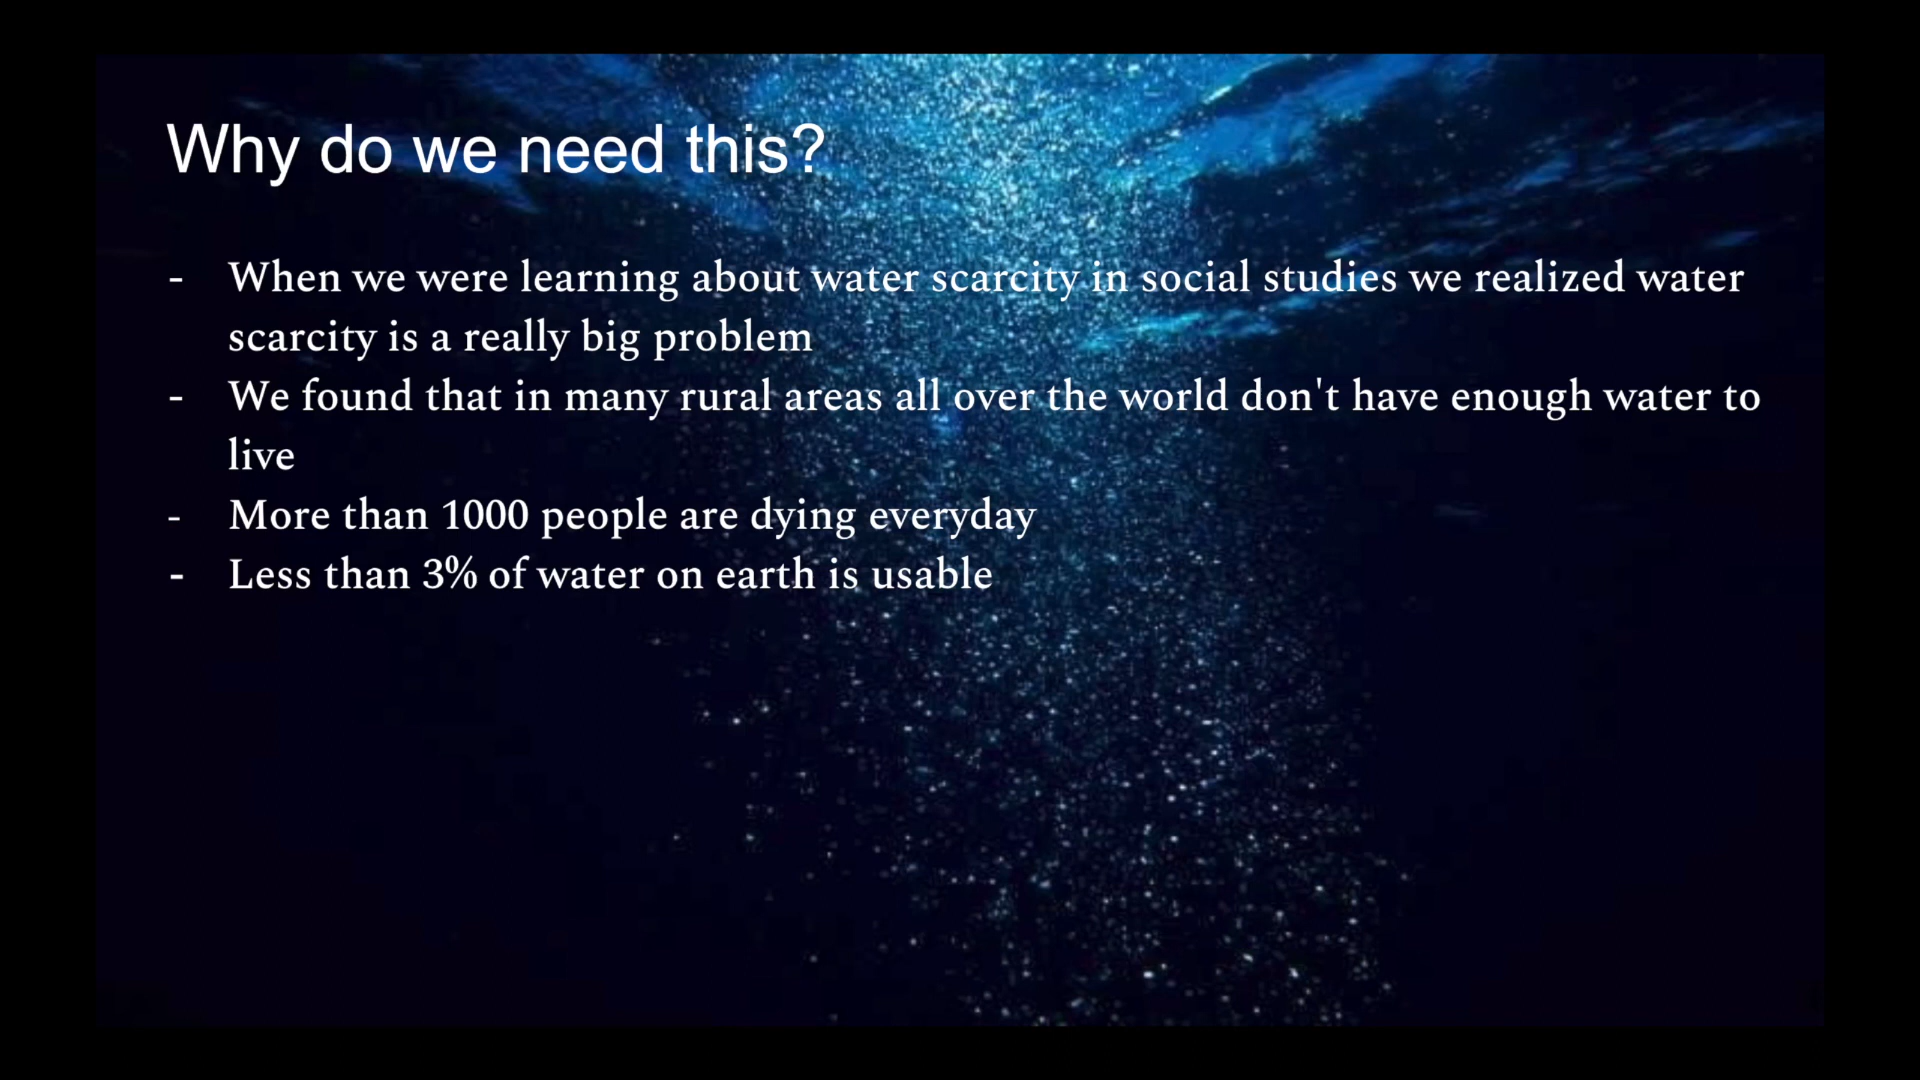 Why do we need this?
- When we were learning about water scarcity in social studies we realized water
scarcity is a really big problem
- We found that in many rural areas all over the world don't have enough water to
live
- More than 1000 people are dying everyday
- Less than 3% of water on earth is usable